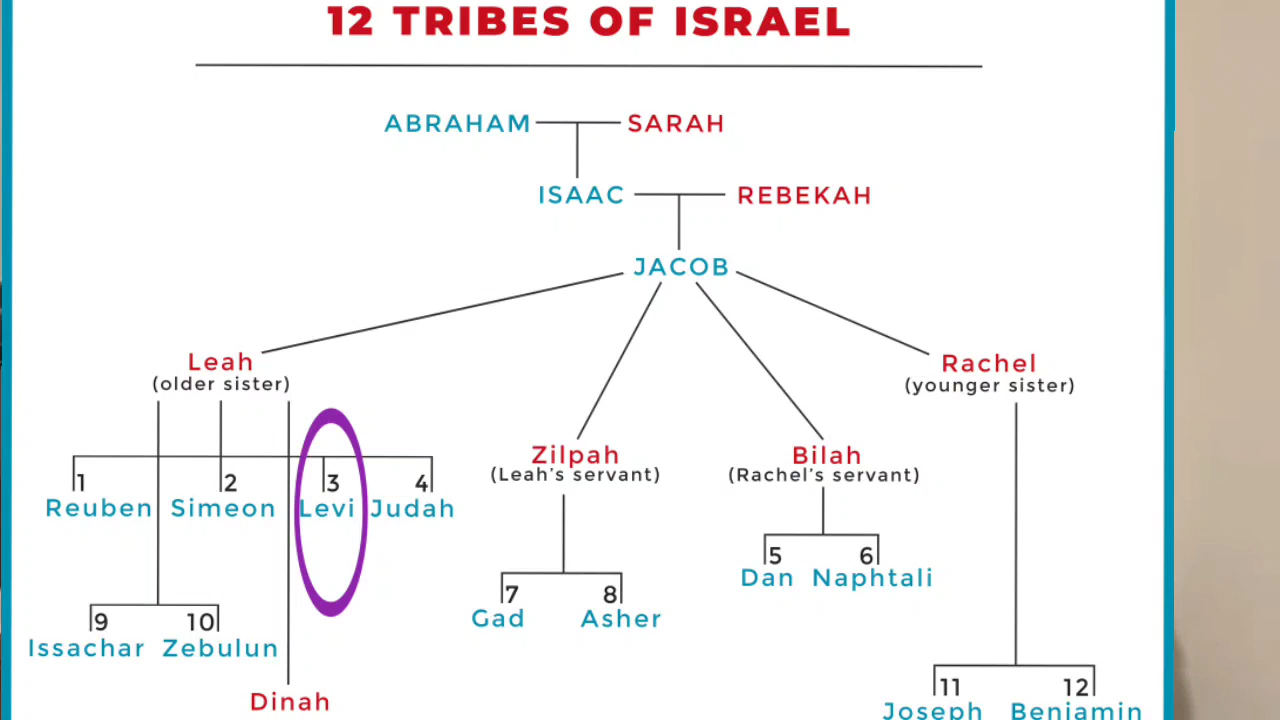 12 TRIBES OF ISRAEL
ABRAHAM SARAH
ISAAC REBEKAH
JACOB
Leah
(older sister)
Rachel
(younger sister)
Zilpah
(Leah's servant)
Bilah
(Rachel's servant)
1 2 3 4
Reuben Simeon Levi Judah
5 6
Dan Naphtali
7 8
Gad Asher
9 10
Issachar Zebulun
Dinah
11 12
Joseph Benjamin